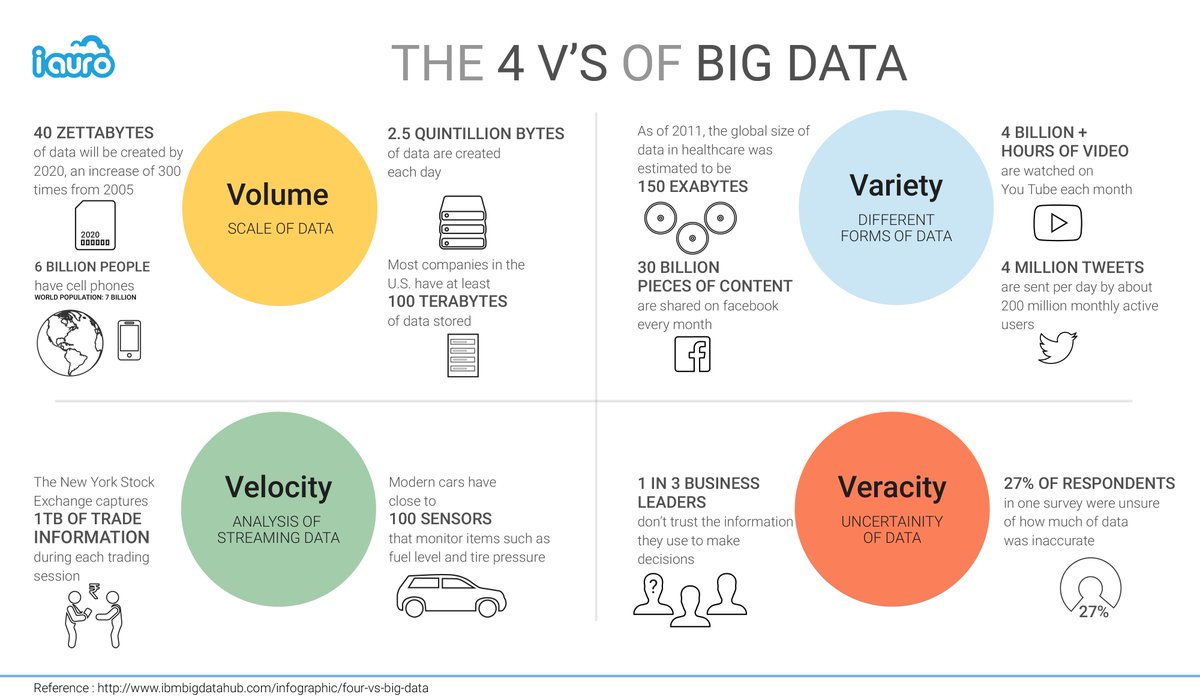 iauro
THE 4 V'S OF BIG DATA
40 ZETTABYTES
of data will be created by
2020, an increase of 300
times from 2005
2020
6 BILLION PEOPLE
have cell phones
WORLD POPULATION: 7 BILLION
Volume
SCALE OF DATA
2.5 QUINTILLION BYTES
of data are created
each day
Most companies in the
U.S. have at least
100 TERABYTES
of data stored
As of 2011, the global size of
data in healthcare was
estimated to be
150 EXABYTES
30 BILLION
PIECES OF CONTENT
are shared on facebook
every month
Variety
DIFFERENT
FORMS OF DATA
4 BILLION +
HOURS OF VIDEO
are watched on
You Tube each month
4 MILLION TWEETS
are sent per day by about
200 million monthly active
users
The New York Stock
Exchange captures
1TB OF TRADE
INFORMATION
during each trading
session
₹
Velocity
ANALYSIS OF
STREAMING DATA
Modern cars have
close to
100 SENSORS
that monitor items such as
fuel level and tire pressure
1 IN 3 BUSINESS
LEADERS
don't trust the information
they use to make
decisions
?
Veracity
UNCERTAINITY
OF DATA
27% OF RESPONDENTS
in one survey were unsure
of how much of data
was inaccurate
27%
Reference : http://www.ibmbigdatahub.com/infographic/four-vs-big-data